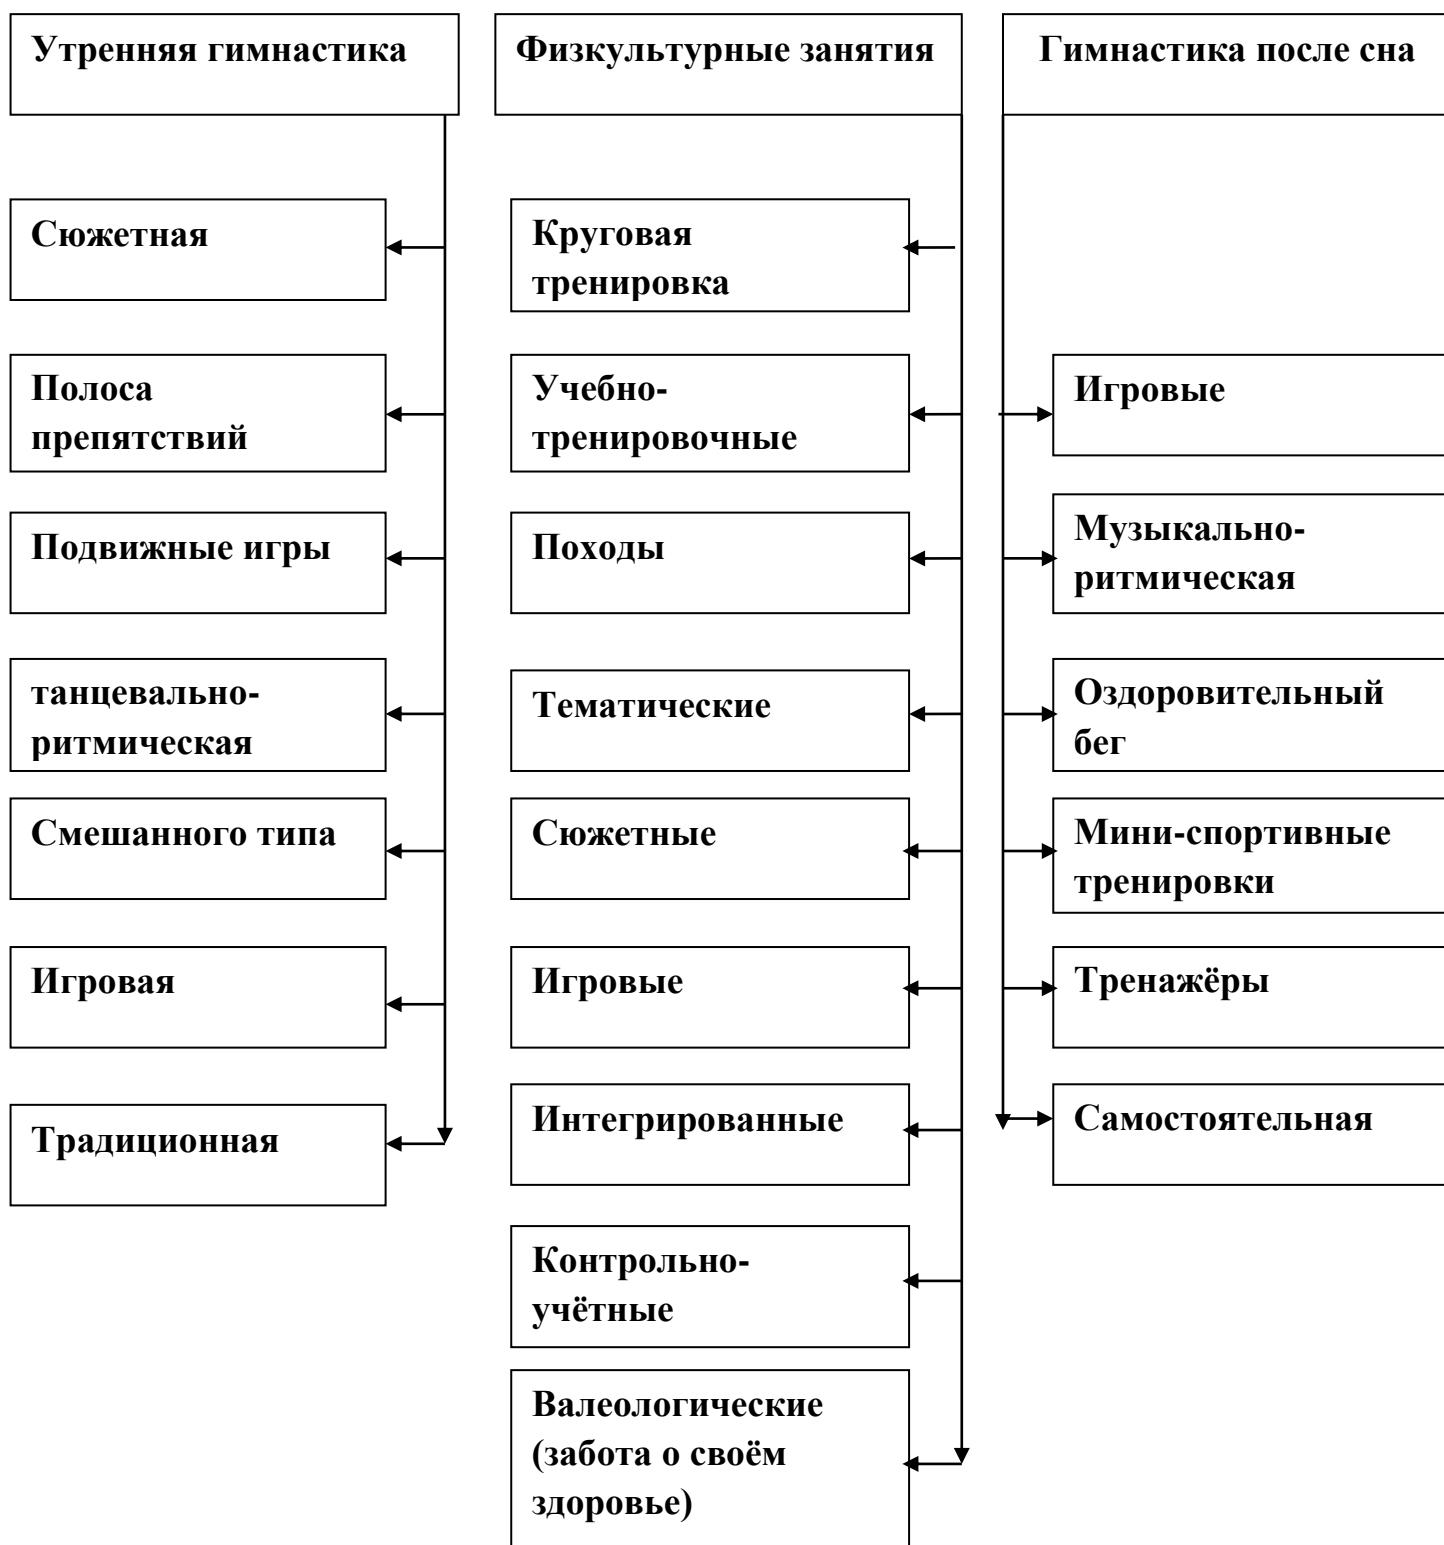 Утренняя гимнастика
Физкультурные занятия
Гимнастика после сна
Сюжетная
Полоса
препятствий
Подвижные игры
танцевально-
ритмическая
Смешанного типа
Игровая
Традиционная
Круговая
тренировка
Учебно-
тренировочные
Походы
Тематические
Сюжетные
Игровые
Интегрированные
Контрольно-
учётные
Валеологические
(забота о своём
здоровье)
Игровые
Музыкально-
ритмическая
Оздоровительный
бег
Мини-спортивные
тренировки
Тренажёры
Самостоятельная